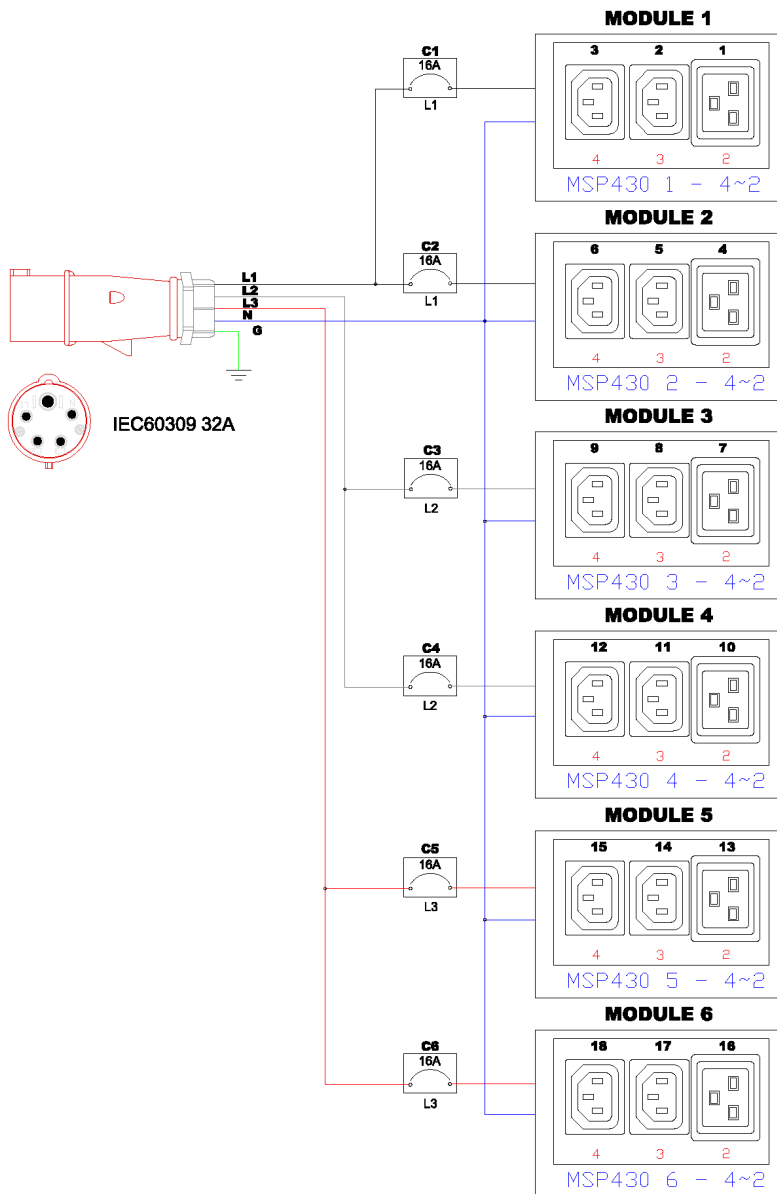 MODULE 1
C1
16A
L1
3 2 1
4 3 2
MSP430 1 - 4~2
MODULE 2
C2
16A
L1
6 5 4
4 3 2
MSP430 2 - 4~2
L1
L2
L3
N
G
IEC60309 32A
MODULE 3
C3
16A
L2
9 8 7
4 3 2
MSP430 3 - 4~2
MODULE 4
C4
16A
L2
12 11 10
4 3 2
MSP430 4 - 4~2
MODULE 5
C5
16A
L3
15 14 13
4 3 2
MSP430 5 - 4~2
MODULE 6
C6
16A
L3
18 17 16
4 3 2
MSP430 6 - 4~2